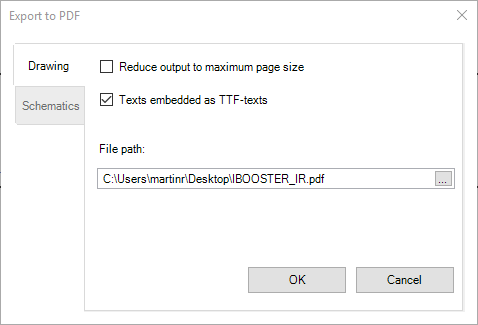 Export to PDF
Drawing
Schematics
Reduce output to maximum page size
Texts embedded as TTF-texts
File path:
C:\Users\martinr\Desktop\IBOOSTER_IR.pdf
...
OK
Cancel